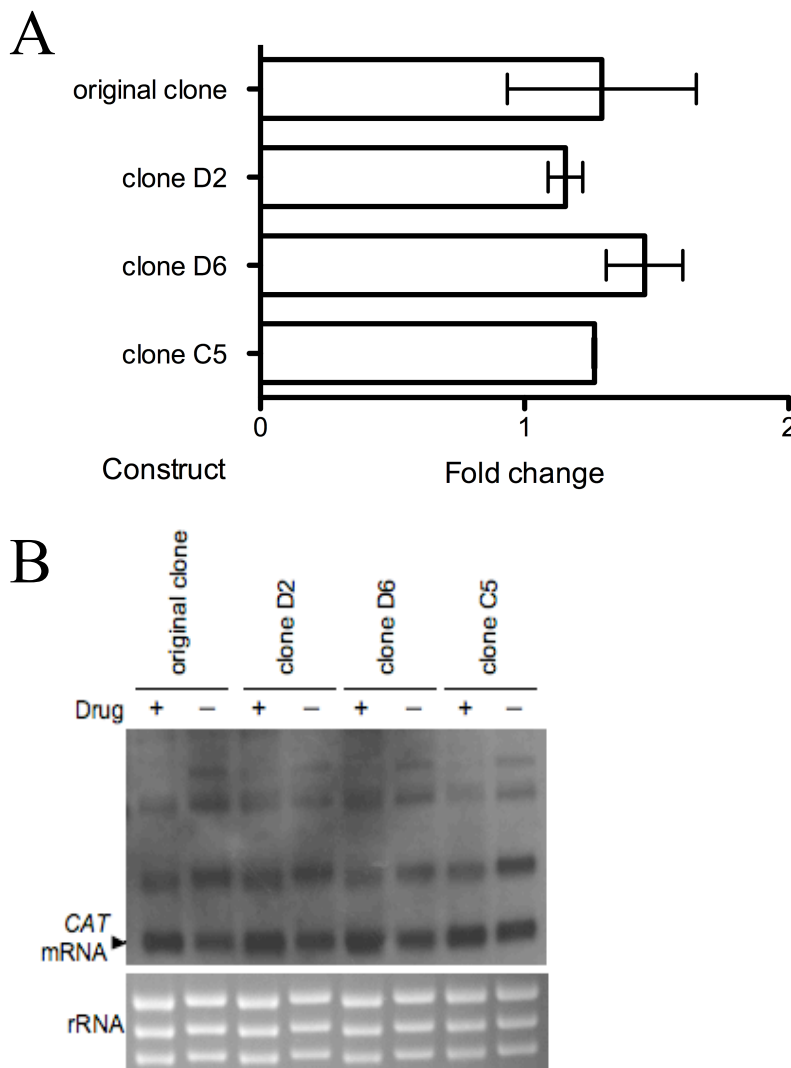 A
original clone
clone D2
clone D6
clone C5
0 1 2
Construct Fold change
B
original clone clone D2 clone D6 clone C5
Drug + – + – + – + –
CAT
mRNA
rRNA